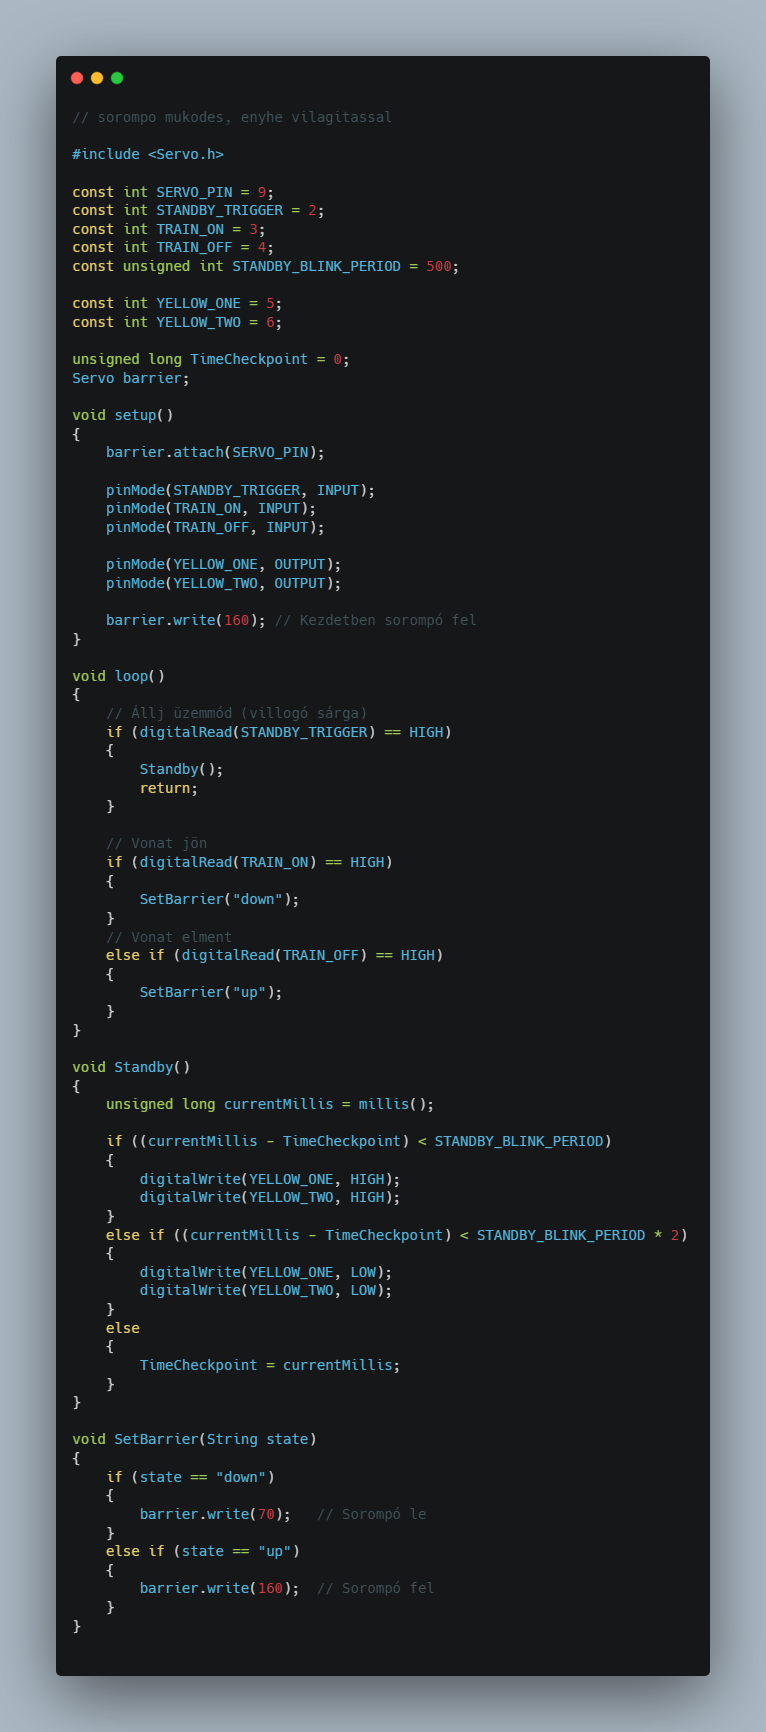 // sorompo mukodes, enyhe vilagitassal

#include <Servo.h>

const int SERVO_PIN = 9;
const int STANDBY_TRIGGER = 2;
const int TRAIN_ON = 3;
const int TRAIN_OFF = 4;
const unsigned int STANDBY_BLINK_PERIOD = 500;

const int YELLOW_ONE = 5;
const int YELLOW_TWO = 6;

unsigned long TimeCheckpoint = 0;
Servo barrier;

void setup()
{
    barrier.attach(SERVO_PIN);

    pinMode(STANDBY_TRIGGER, INPUT);
    pinMode(TRAIN_ON, INPUT);
    pinMode(TRAIN_OFF, INPUT);

    pinMode(YELLOW_ONE, OUTPUT);
    pinMode(YELLOW_TWO, OUTPUT);

    barrier.write(160); // Kezdetben sorompó fel
}

void loop()
{
    // Állj üzemmód (villogó sárga)
    if (digitalRead(STANDBY_TRIGGER) == HIGH)
    {
        Standby();
        return;
    }

    // Vonat jön
    if (digitalRead(TRAIN_ON) == HIGH)
    {
        SetBarrier("down");
    }
    // Vonat elment
    else if (digitalRead(TRAIN_OFF) == HIGH)
    {
        SetBarrier("up");
    }
}

void Standby()
{
    unsigned long currentMillis = millis();

    if ((currentMillis - TimeCheckpoint) < STANDBY_BLINK_PERIOD)
    {
        digitalWrite(YELLOW_ONE, HIGH);
        digitalWrite(YELLOW_TWO, HIGH);
    }
    else if ((currentMillis - TimeCheckpoint) < STANDBY_BLINK_PERIOD * 2)
    {
        digitalWrite(YELLOW_ONE, LOW);
        digitalWrite(YELLOW_TWO, LOW);
    }
    else
    {
        TimeCheckpoint = currentMillis;
    }
}

void SetBarrier(String state)
{
    if (state == "down")
    {
        barrier.write(70);   // Sorompó le
    }
    else if (state == "up")
    {
        barrier.write(160);  // Sorompó fel
    }
}